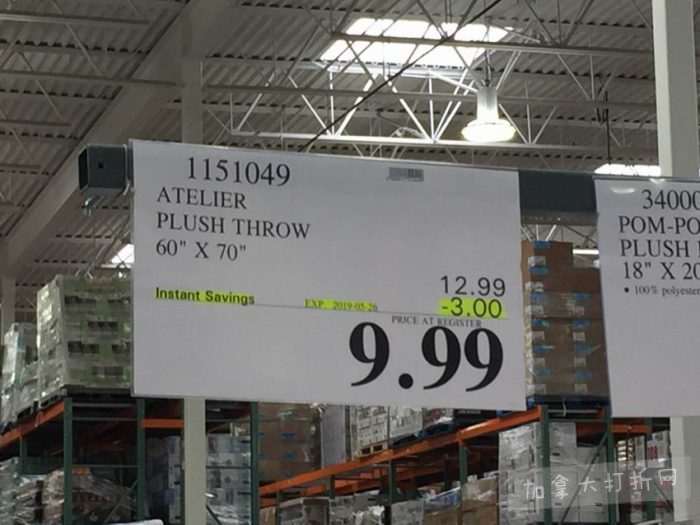 1151049
ATELIER
PLUSH THROW
60" X 70"
12.99
Instant Savings EXP. 2019-05-26 -3.00
PRICE AT REGISTER
9.99
34000
POM-PO
PLUSH
18" X 20
• 100% polyester
加拿大打折网